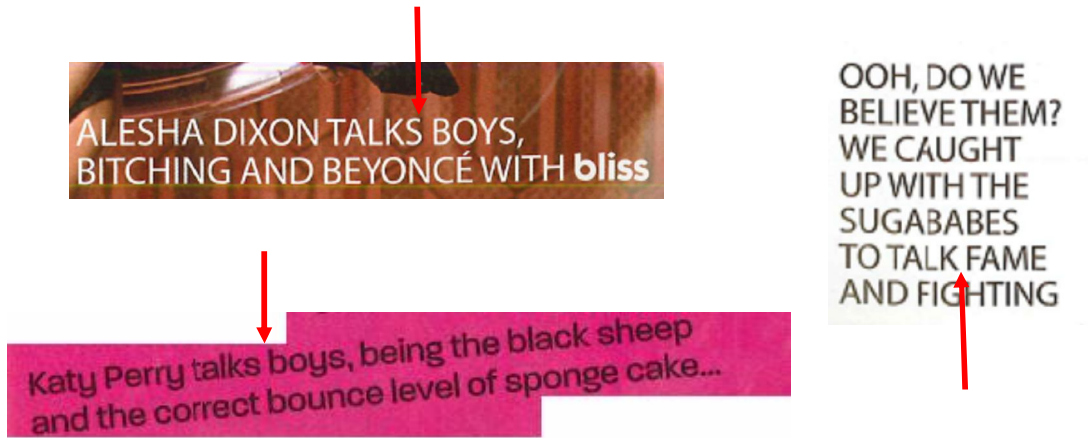 ALESHA DIXON TALKS BOYS,
BITCHING AND BEYONCÉ WITH bliss
OOH, DO WE
BELIEVE THEM?
WE CAUGHT
UP WITH THE
SUGABABES
TO TALK FAME
AND FIGHTING
Katy Perry talks boys, being the black sheep
and the correct bounce level of sponge cake...